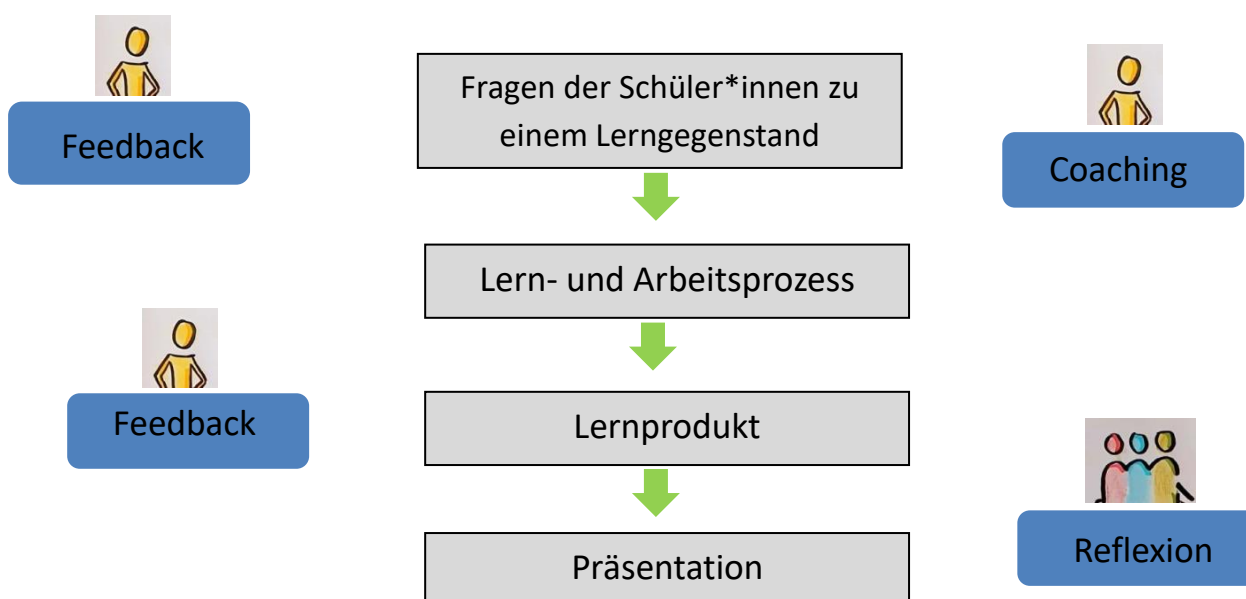 Feedback
Fragen der Schüler*innen zu
einem Lerngegenstand
Coaching
Lern- und Arbeitsprozess
Feedback
Lernprodukt
Präsentation
Reflexion